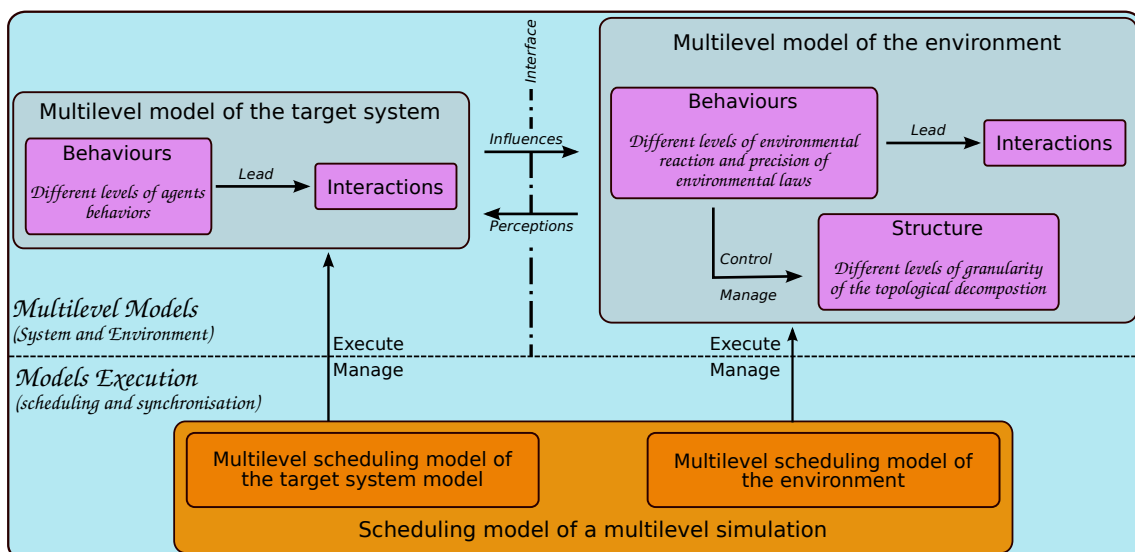 Interface
Multilevel model of the target system
Behaviours
Different levels of agents
behaviors
Lead
Interactions
Influences
Perceptions
Multilevel model of the environment
Behaviours
Different levels of environmental
reaction and precision of
environmental laws
Lead
Interactions
Control
Manage
Structure
Different levels of granularity
of the topological decompostion
Multilevel Models
(System and Environment)
Execute
Manage
Execute
Manage
Models Execution
(scheduling and synchronisation)
Multilevel scheduling model of
the target system model
Multilevel scheduling model of
the environment
Scheduling model of a multilevel simulation